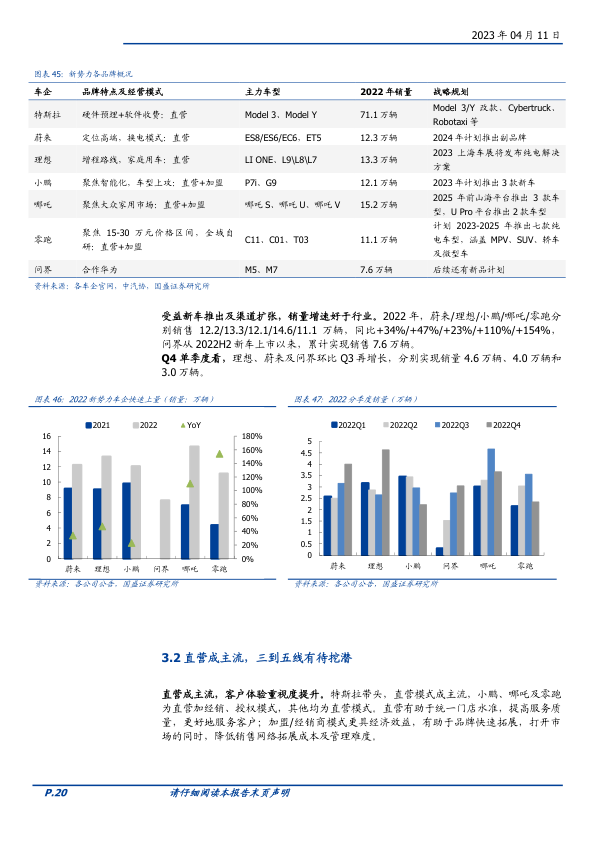 2023 年 04 月 11 日
图表 45：新势力各品牌概况
车企 品牌特点及经营模式 主力车型 2022 年销量 战略规划
特斯拉 硬件预埋+软件收费；直营 Model 3、Model Y 71.1 万辆 Model 3/Y 改款、Cybertruck、
Robotaxi 等
蔚来 定位高端，换电模式；直营 ES8/ES6/EC6、ET5 12.3 万辆 2024 年计划推出副品牌
理想 增程路线，家庭用车；直营 LI ONE、L9\L8\L7 13.3 万辆 2023 上海车展将发布纯电解决
方案
小鹏 聚焦智能化，车型上攻；直营+加盟 P7i、G9 12.1 万辆 2023 年计划推出 3 款新车
哪吒 聚焦大众家用市场；直营+加盟 哪吒 S、哪吒 U、哪吒 V 15.2 万辆 2025 年前山海平台推出 3 款车
型，U Pro 平台推出 2 款车型
零跑 聚焦 15-30 万元价格区间，全域自
研；直营+加盟 C11、C01、T03 11.1 万辆 计划 2023-2025 年推出七款纯
电车型，涵盖 MPV、SUV、轿车
及微型车
问界 合作华为 M5、M7 7.6 万辆 后续还有新品计划
资料来源：各车企官网，中汽协，国盛证券研究所
受益新车推出及渠道扩张，销量增速好于行业。2022 年，蔚来/理想/小鹏/哪吒/零跑分
别销售 12.2/13.3/12.1/14.6/11.1 万辆，同比+34%/+47%/+23%/+110%/+154%，
问界从 2022H2 新车上市以来，累计实现销售 7.6 万辆。
Q4 单季度看，理想、蔚来及问界环比 Q3 再增长，分别实现销量 4.6 万辆、4.0 万辆和
3.0 万辆。
图表 46：2022 新势力车企快速上量（销量：万辆）
2021 2022 YoY
16 180%
14 160%
12 140%
10 120%
8 100%
6 80%
4 60%
2 40%
0 20%
0%
蔚来 理想 小鹏 问界 哪吒 零跑
资料来源：各公司公告，国盛证券研究所
图表 47：2022 分季度销量（万辆）
2022Q1 2022Q2 2022Q3 2022Q4
5
4.5
4
3.5
3
2.5
2
1.5
1
0.5
0
蔚来 理想 小鹏 问界 哪吒 零跑
资料来源：各公司公告，国盛证券研究所
3.2 直营成主流，三到五线有待挖潜
直营成主流，客户体验重视度提升。特斯拉带头，直营模式成主流，小鹏、哪吒及零跑
为直营加经销、授权模式，其他均为直营模式。直营有助于统一门店水准，提高服务质
量，更好地服务客户；加盟/经销商模式更具经济效益，有助于品牌快速拓展，打开市
场的同时，降低销售网络拓展成本及管理难度。
P.20 请仔细阅读本报告末页声明